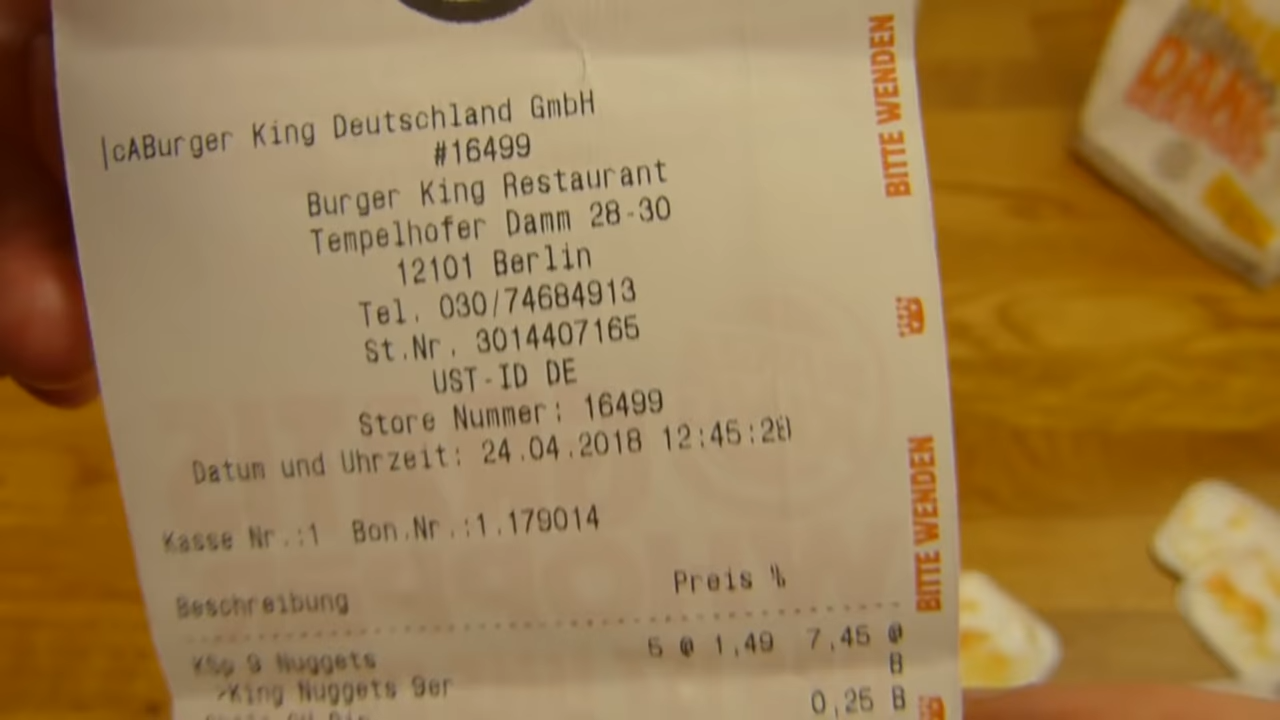 |cABurger King Deutschland GmbH
#16499
Burger King Restaurant
Tempelhofer Damm 28-30
12101 Berlin
Tel. 030/74684913
St.Nr. 3014407165
UST-ID DE
Store Nummer: 16499
Datum und Uhrzeit: 24.04.2018 12:45:28
Kasse Nr.:1 Bon.Nr.:1.179014
Beschreibung Preis %
KSp 9 Nuggets 5 @ 1,49 7,45 @
B
>King Nuggets 9er
0,25 B
BITTE WENDEN
BITTE WENDEN